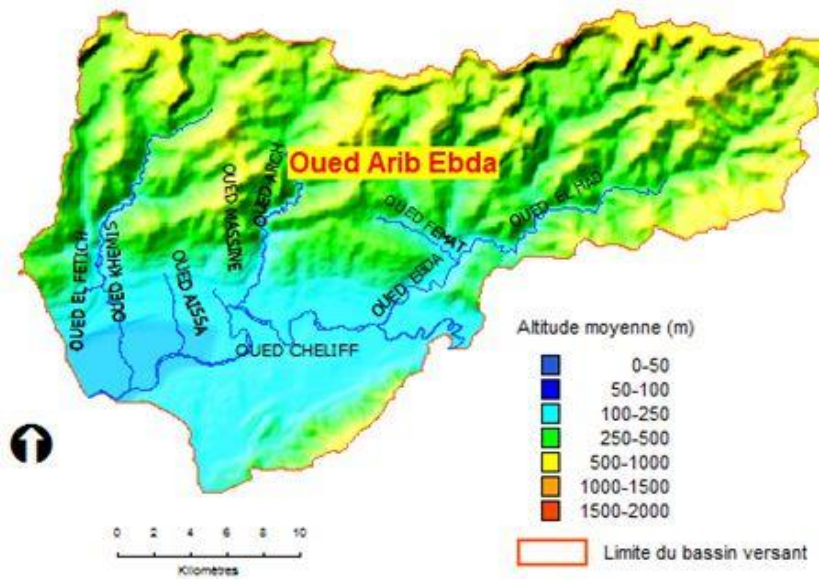 Oued Arib Ebda
OUED EL FETICH
OUED KHEMIS
OUED AISSA
OUED MASSINE
OUED ARCH
OUED FEHAT
OUED EBDA
OUED EL HAD
OUED CHELIFF
Altitude moyenne (m)
0-50
50-100
100-250
250-500
500-1000
1000-1500
1500-2000
Limite du bassin versant
0 2 4 6 8 10
Kilomètres